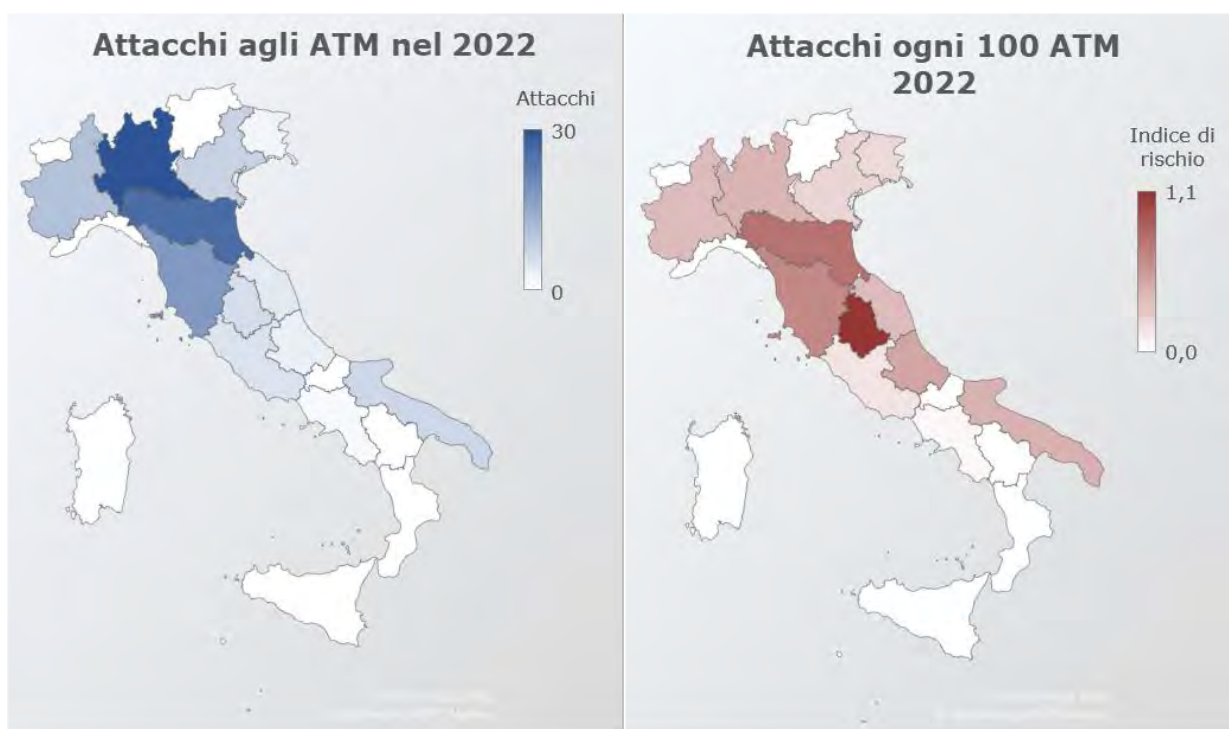 Attacchi agli ATM nel 2022
Attacchi
30
0
Attacchi ogni 100 ATM
2022
Indice di
rischio
1,1
0,0